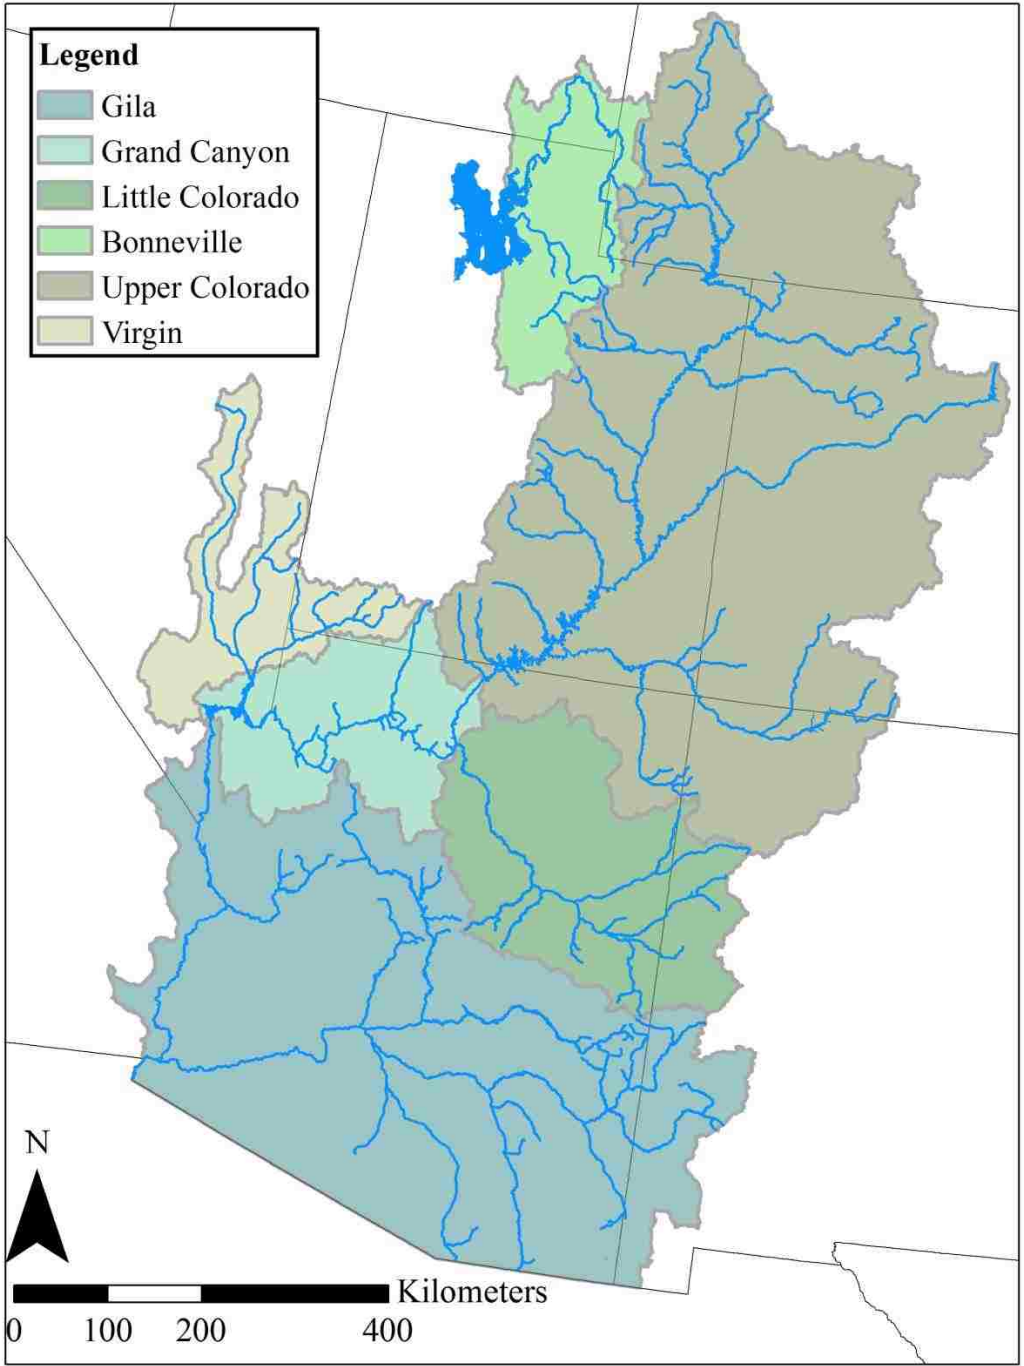 Legend
Gila
Grand Canyon
Little Colorado
Bonneville
Upper Colorado
Virgin
N
Kilometers
0 100 200 400